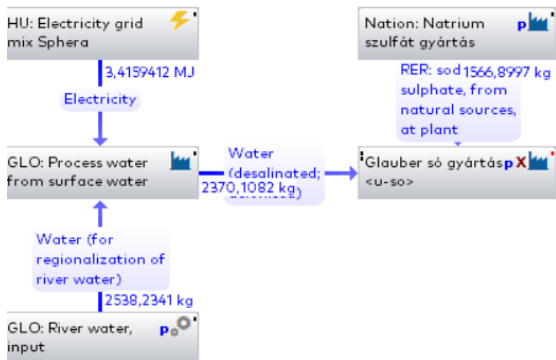 HU: Electricity grid
mix Sphera
3,4159412 MJ
Electricity
GLO: Process water
from surface water
Water (for
regionalization of
river water)
2538,2341 kg
GLO: River water,
input
p
Water
(desalinated;
2370,1082 kg
Nation: Natrium
szulfát gyártás
p
RER: sod 1566,8997 kg
sulphate, from
natural sources,
at plant
Glauber só gyártás p X
<u-so>